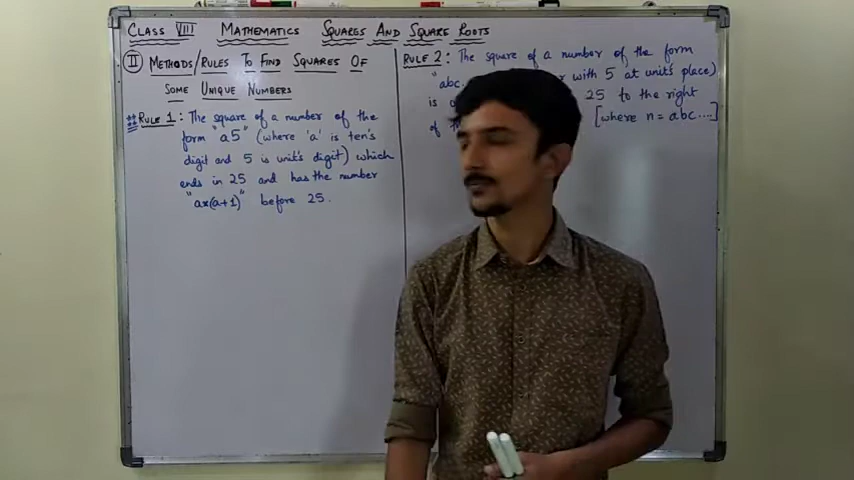 CLASS VIII MATHEMATICS SQUARES AND SQUARE ROOTS
II METHODS/RULES TO FIND SQUARES OF
SOME UNIQUE NUMBERS
** RULE 1 : The square of a number of the
form "a5" (where 'a' is ten's
digit and 5 is unit's digit) which
ends in 25 and has the number
"a×(a+1)" before 25.
RULE 2 : The square of a number of the form
"abc. with 5 at unit's place)
is 25 to the right
of [where n = abc....]